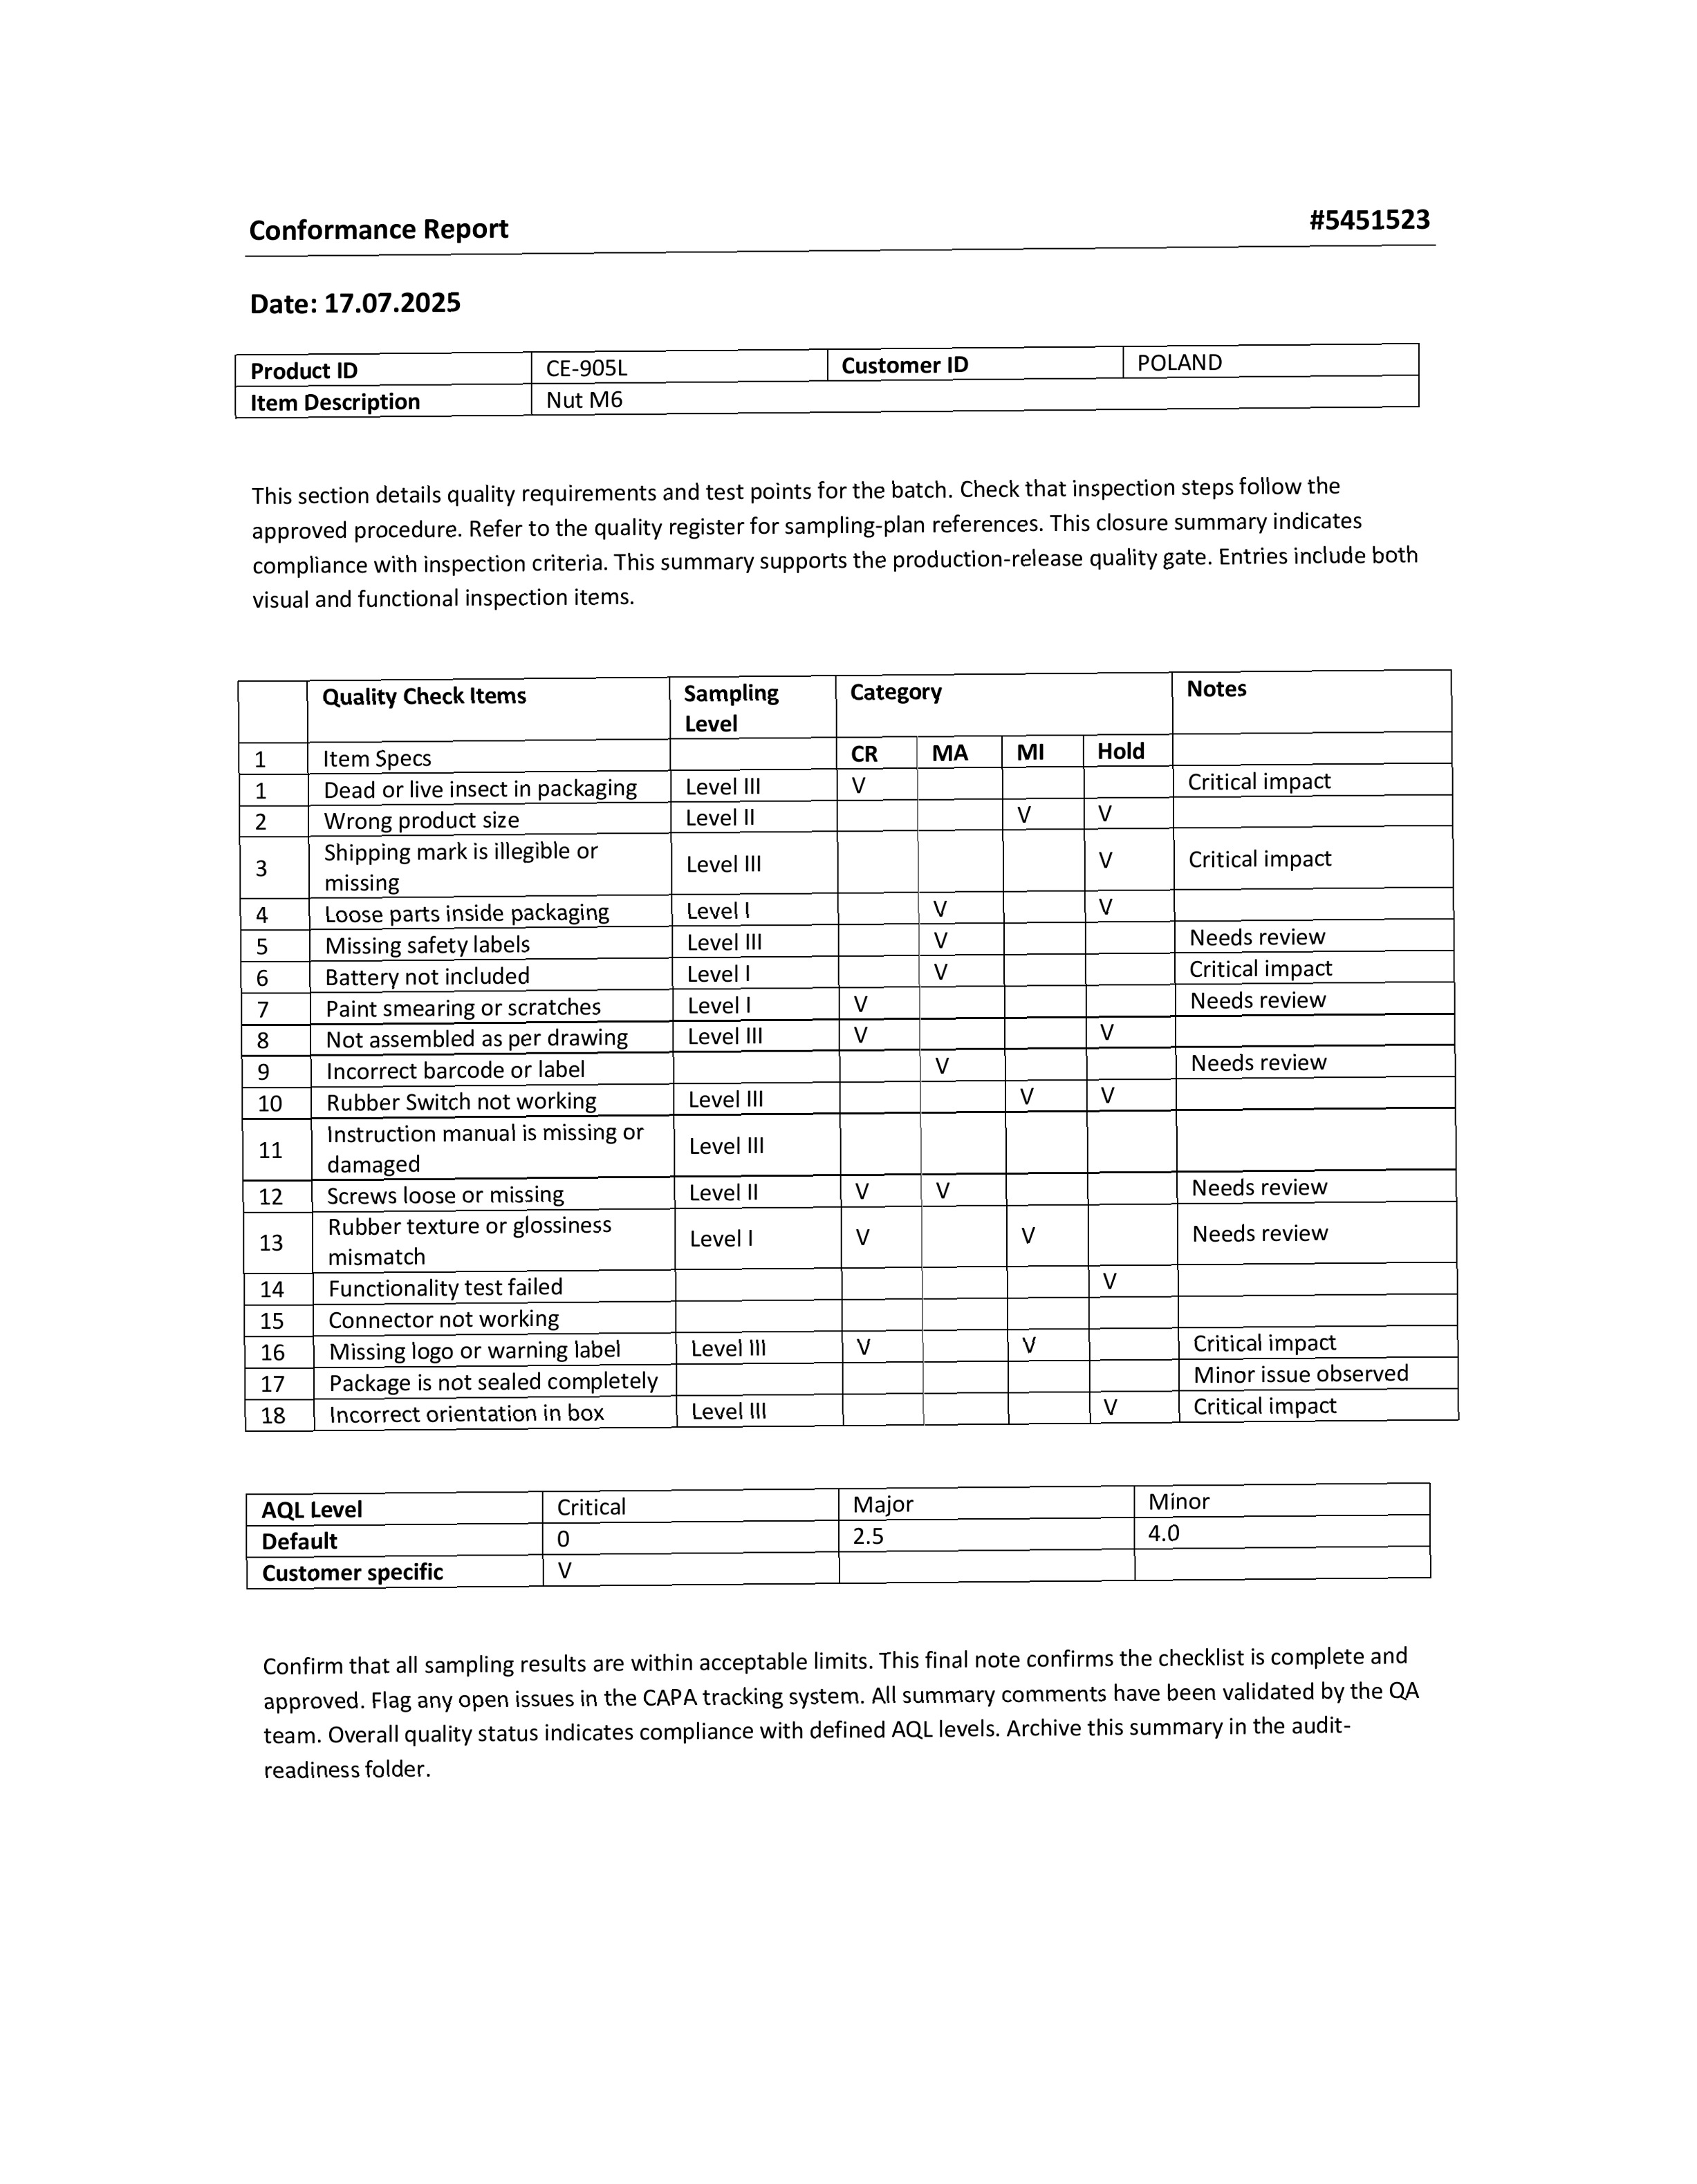 Conformance Report #5451523
Date: 17.07.2025
Product ID CE-905L Customer ID POLAND
Item Description Nut M6
This section details quality requirements and test points for the batch. Check that inspection steps follow the
approved procedure. Refer to the quality register for sampling-plan references. This closure summary indicates
compliance with inspection criteria. This summary supports the production-release quality gate. Entries include both
visual and functional inspection items.
Quality Check Items Sampling Category Notes
Level
1 Item Specs CR MA MI Hold
1 Dead or live insect in packaging Level III V Critical impact
2 Wrong product size Level II V V
3 Shipping mark is illegible or Level III V Critical impact
missing
4 Loose parts inside packaging Level I V V
5 Missing safety labels Level III V Needs review
6 Battery not included Level I V Critical impact
7 Paint smearing or scratches Level I V Needs review
8 Not assembled as per drawing Level III V V
9 Incorrect barcode or label V Needs review
10 Rubber Switch not working Level III V V
11 Instruction manual is missing or Level III
damaged
12 Screws loose or missing Level II V V Needs review
13 Rubber texture or glossiness Level I V V Needs review
mismatch
14 Functionality test failed V
15 Connector not working
16 Missing logo or warning label Level III V V Critical impact
17 Package is not sealed completely Minor issue observed
18 Incorrect orientation in box Level III V Critical impact
AQL Level Critical Major Minor
Default 0 2.5 4.0
Customer specific V
Confirm that all sampling results are within acceptable limits. This final note confirms the checklist is complete and
approved. Flag any open issues in the CAPA tracking system. All summary comments have been validated by the QA
team. Overall quality status indicates compliance with defined AQL levels. Archive this summary in the audit-
readiness folder.